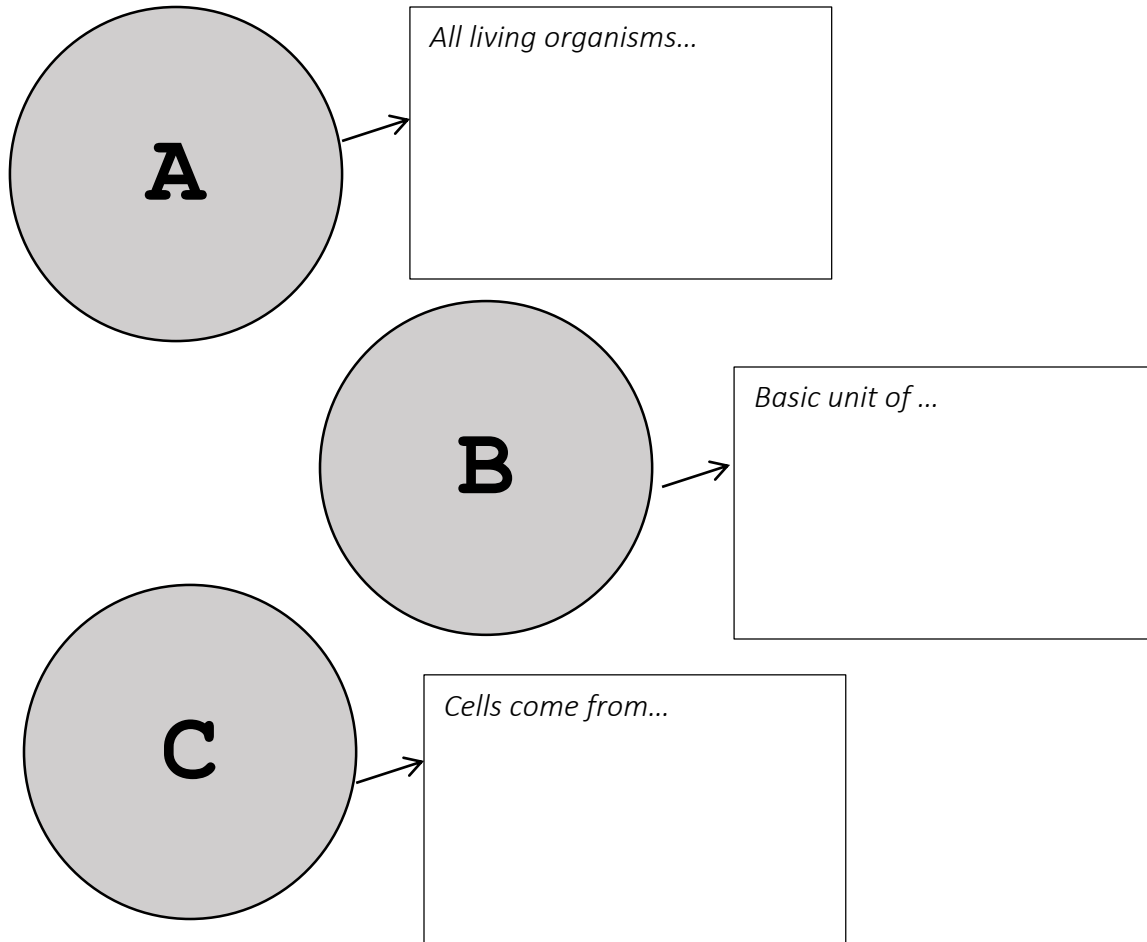 A
All living organisms…
B
Basic unit of …
C
Cells come from…